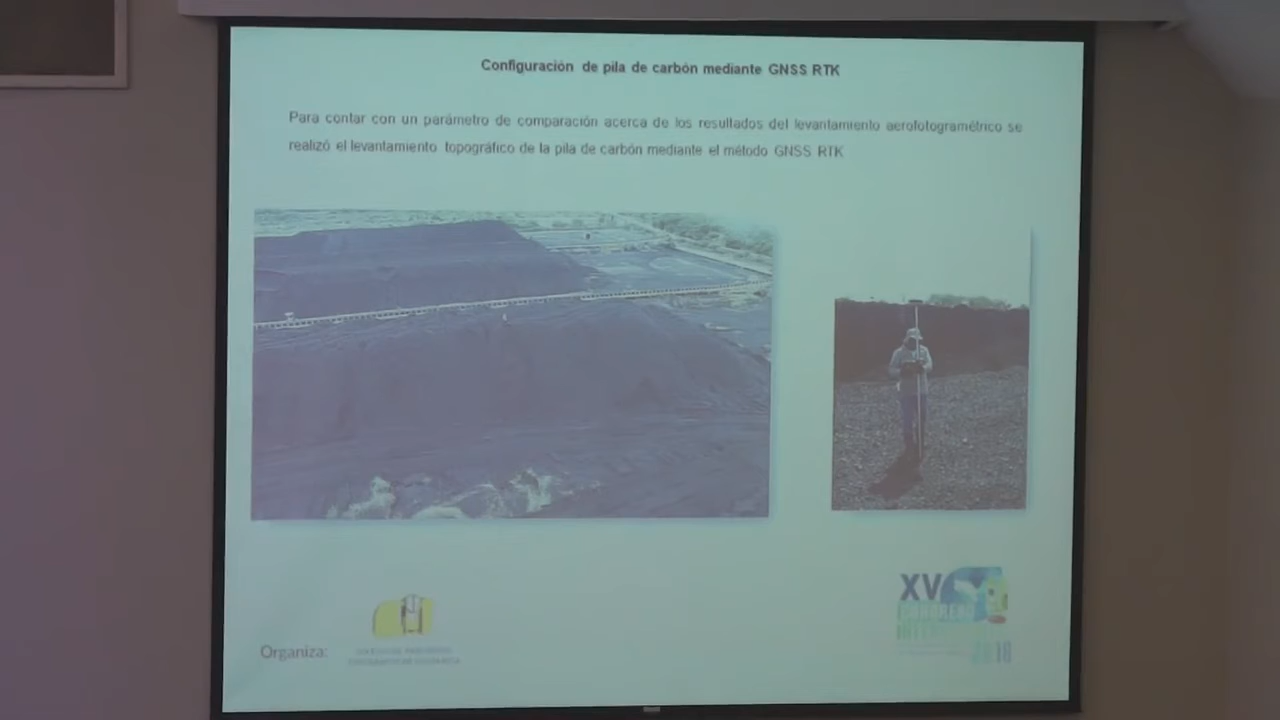 Configuración de pila de carbón mediante GNSS RTK
Para contar con un parámetro de comparación acerca de los resultados del levantamiento aerofotogramétrico se
realizó el levantamiento topográfico de la pila de carbón mediante el método GNSS RTK
XV
Organiza: